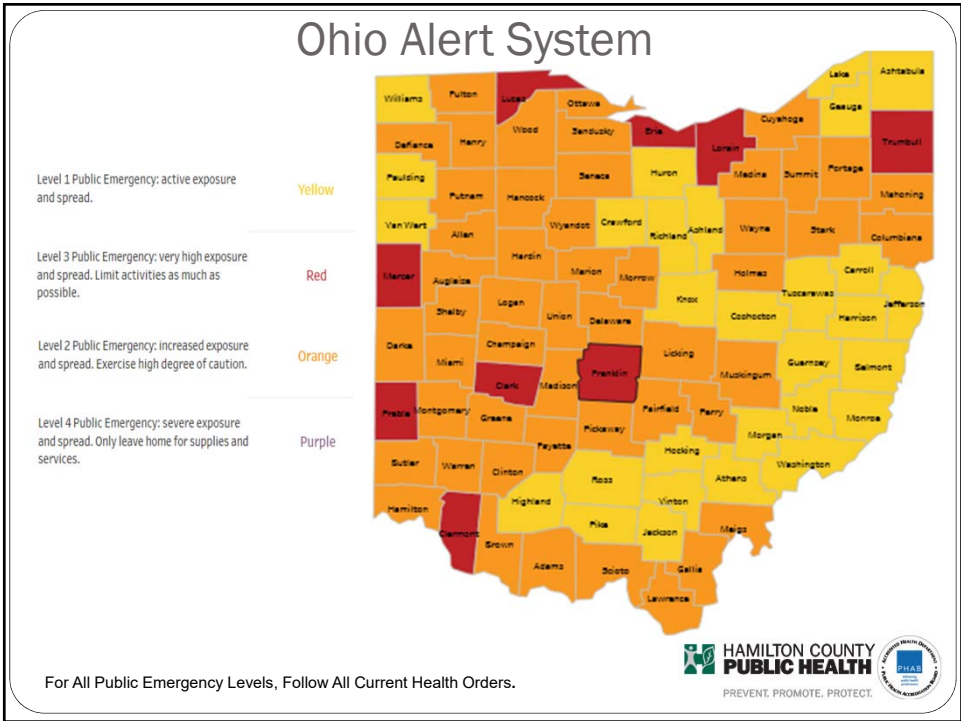 Ohio Alert System
Level 1 Public Emergency: active exposure
and spread.
Yellow
Level 3 Public Emergency: very high exposure
and spread. Limit activities as much as
possible.
Red
Level 2 Public Emergency: increased exposure
and spread. Exercise high degree of caution.
Orange
Level 4 Public Emergency: severe exposure
and spread. Only leave home for supplies and
services.
Purple
Williams
Fulton
Lucas
Ottawa
Lake
Ashtabula
Geauga
Cuyahoga
Defiance
Henry
Wood
Sandusky
Erie
Lorain
Trumbull
Paulding
Putnam
Hancock
Seneca
Huron
Medina
Summit
Portage
Mahoning
Van Wert
Allen
Wyandot
Crawford
Richland
Ashland
Wayne
Stark
Columbiana
Mercer
Auglaize
Hardin
Marion
Morrow
Holmes
Carroll
Tuscarawas
Jefferson
Shelby
Logan
Union
Delaware
Knox
Coshocton
Harrison
Darke
Miami
Champaign
Clark
Madison
Franklin
Licking
Muskingum
Guernsey
Belmont
Preble
Montgomery
Greene
Fayette
Pickaway
Fairfield
Perry
Morgan
Noble
Monroe
Butler
Warren
Clinton
Ross
Hocking
Athens
Washington
Hamilton
Clermont
Highland
Vinton
Brown
Adams
Pike
Jackson
Meigs
Scioto
Gallia
Lawrence
HAMILTON COUNTY
PUBLIC HEALTH
PREVENT. PROMOTE. PROTECT.
PHAB
For All Public Emergency Levels, Follow All Current Health Orders.